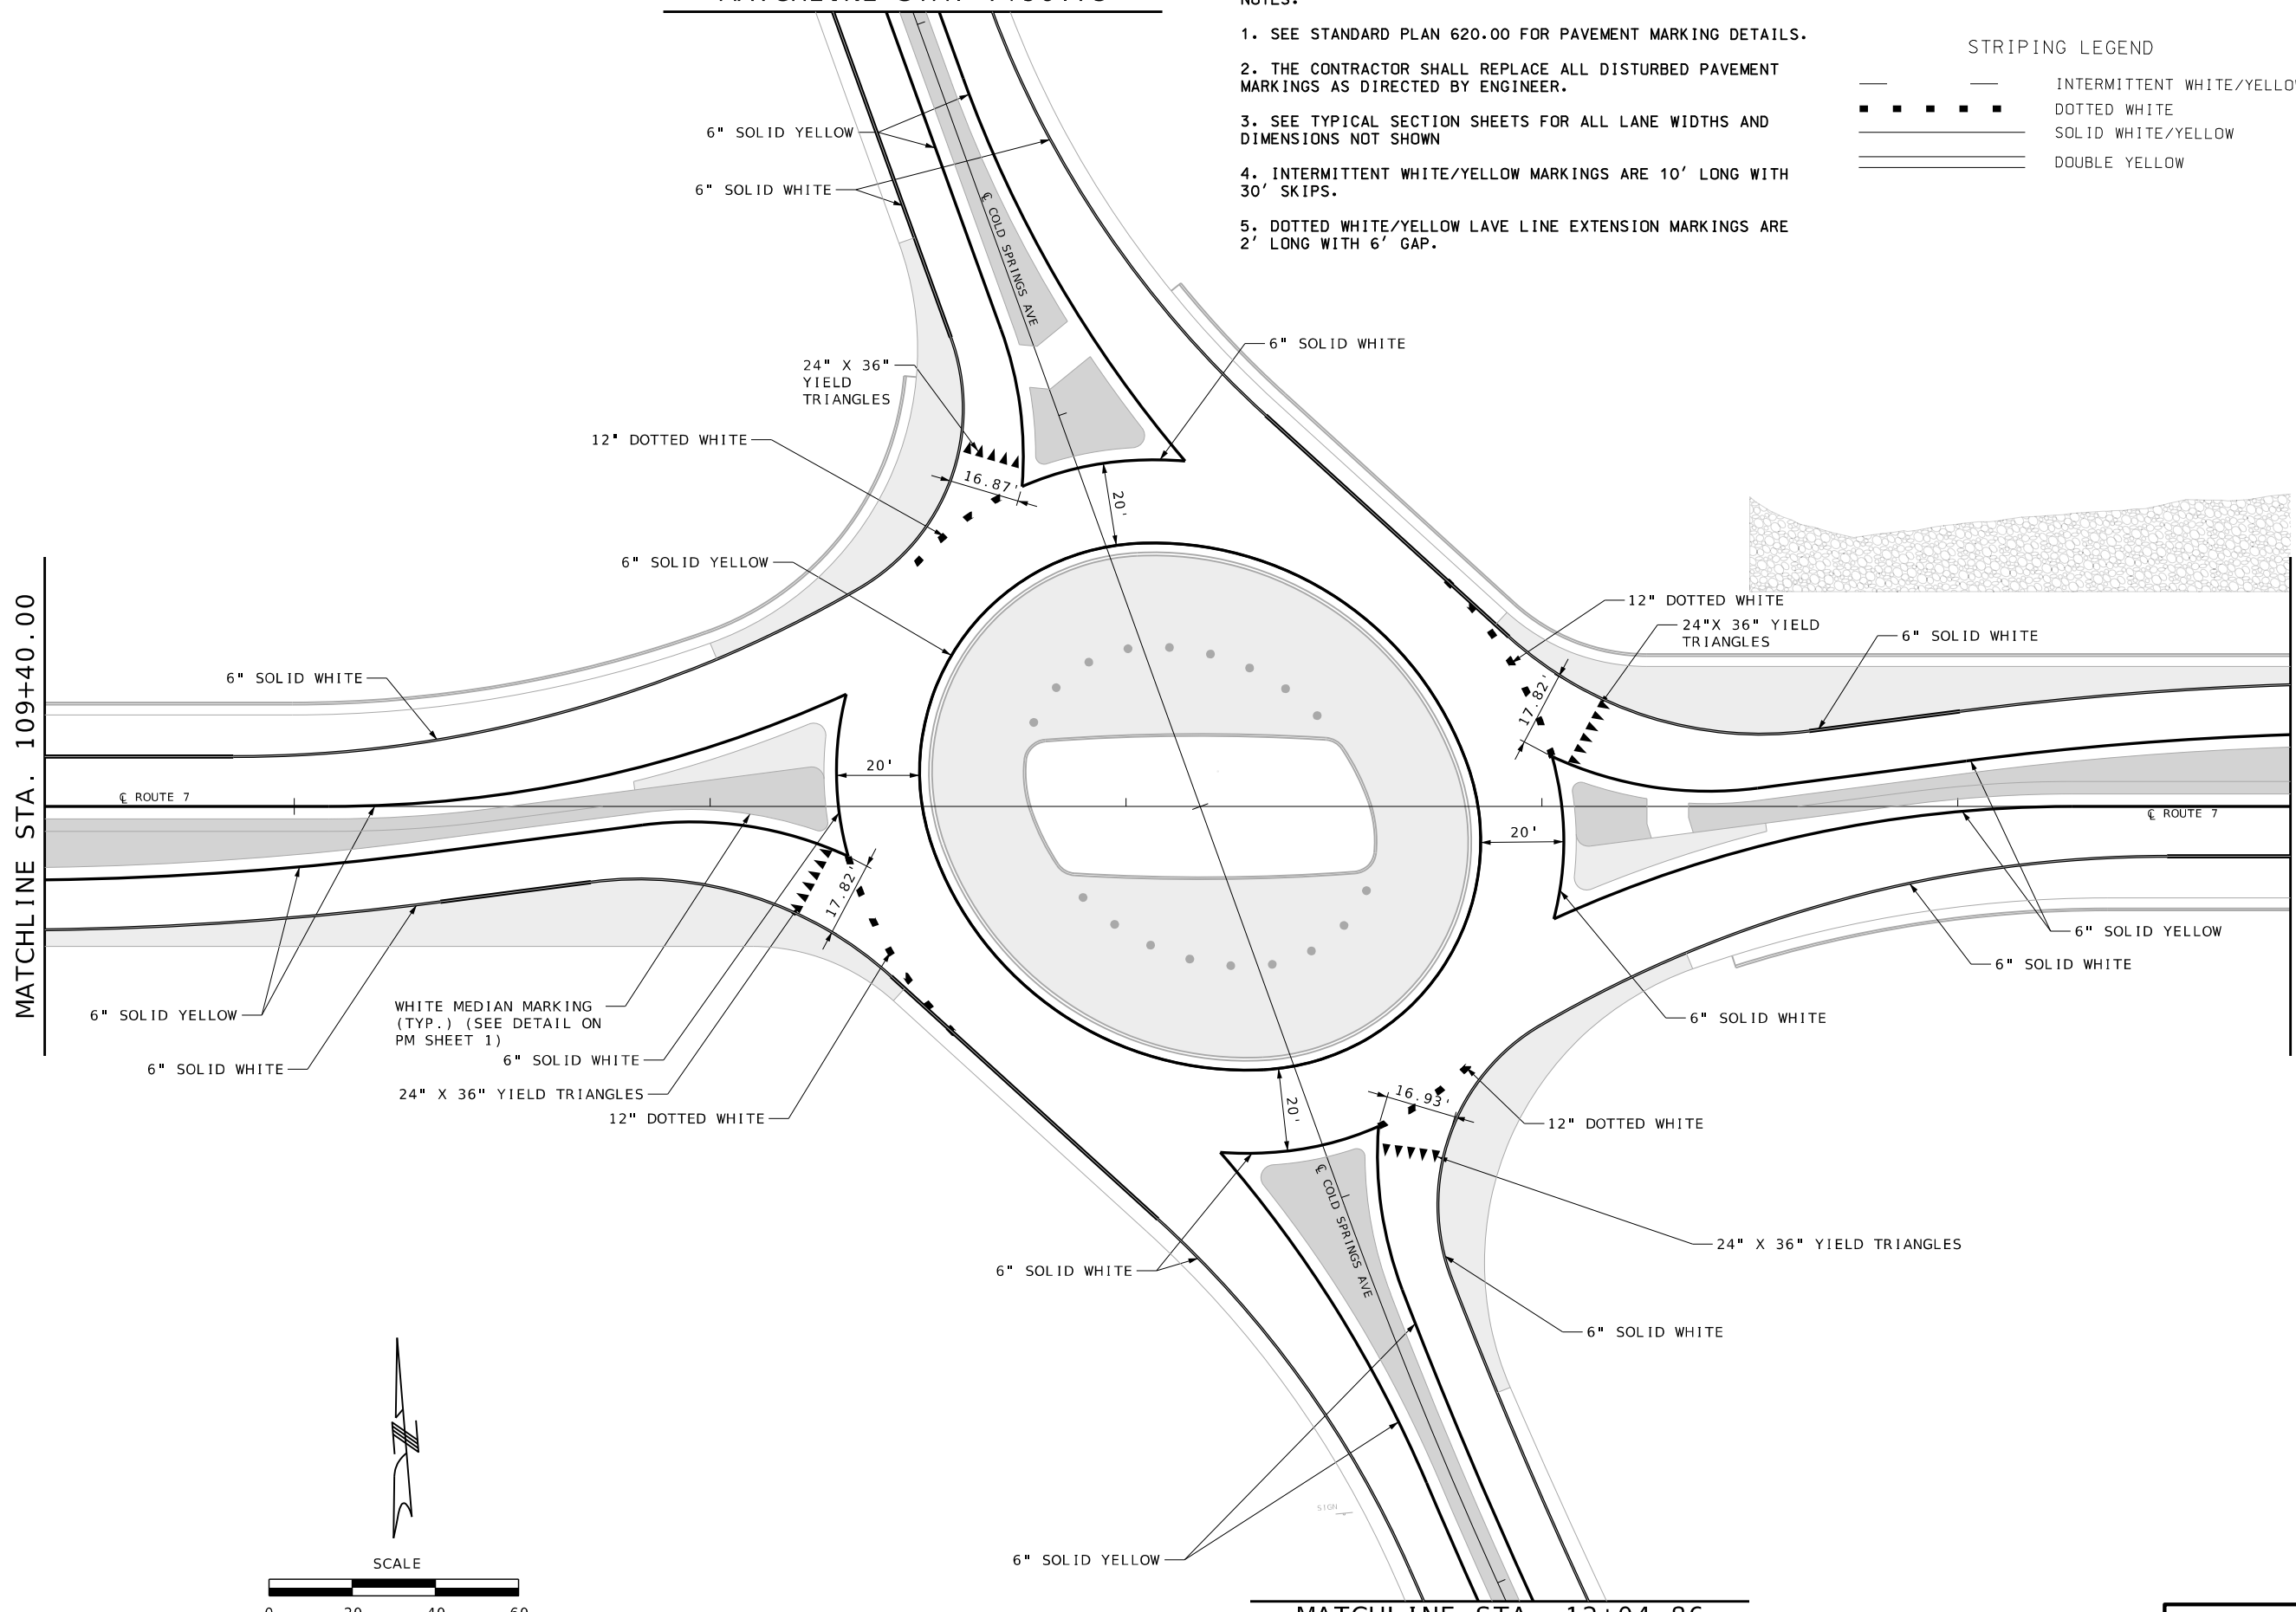 NOTES:
1. SEE STANDARD PLAN 620.00 FOR PAVEMENT MARKING DETAILS.
2. THE CONTRACTOR SHALL REPLACE ALL DISTURBED PAVEMENT
MARKINGS AS DIRECTED BY ENGINEER.
3. SEE TYPICAL SECTION SHEETS FOR ALL LANE WIDTHS AND
DIMENSIONS NOT SHOWN
4. INTERMITTENT WHITE/YELLOW MARKINGS ARE 10' LONG WITH
30' SKIPS.
5. DOTTED WHITE/YELLOW LAVE LINE EXTENSION MARKINGS ARE
2' LONG WITH 6' GAP.
STRIPING LEGEND
INTERMITTENT WHITE/YELLO
DOTTED WHITE
SOLID WHITE/YELLOW
DOUBLE YELLOW
MATCHLINE STA.
6" SOLID YELLOW
6" SOLID WHITE
℄ COLD SPRINGS AVE
6" SOLID WHITE
24" X 36"
YIELD
TRIANGLES
12" DOTTED WHITE
16.87'
20'
6" SOLID YELLOW
12" DOTTED WHITE
24"X 36" YIELD
TRIANGLES
6" SOLID WHITE
17.82'
MATCHLINE STA. 109+40.00
6" SOLID WHITE
℄ ROUTE 7
20'
20'
℄ ROUTE 7
17.82'
6" SOLID YELLOW
6" SOLID WHITE
6" SOLID WHITE
6" SOLID YELLOW
WHITE MEDIAN MARKING
(TYP.) (SEE DETAIL ON
PM SHEET 1)
6" SOLID WHITE
6" SOLID WHITE
24" X 36" YIELD TRIANGLES
12" DOTTED WHITE
20'
16.93'
12" DOTTED WHITE
℄ COLD SPRINGS AVE
24" X 36" YIELD TRIANGLES
6" SOLID WHITE
6" SOLID WHITE
SIGN
6" SOLID YELLOW
SCALE
0 20 40 60
MATCHLINE STA. 12+04.86